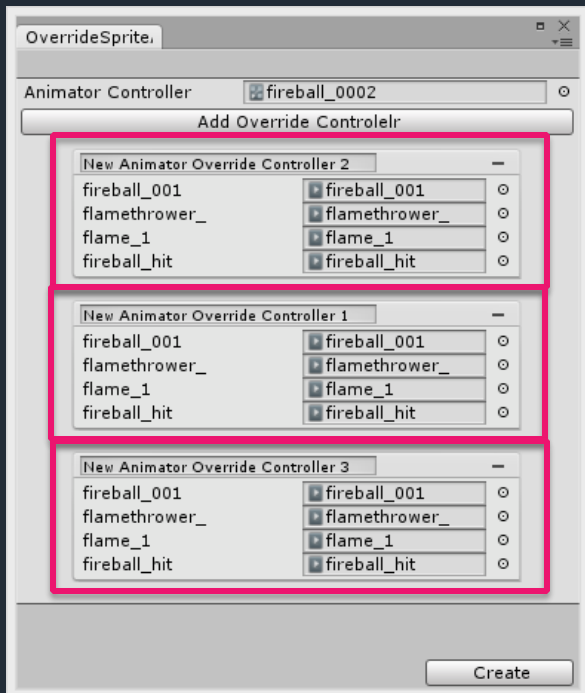 OverrideSprite
Animator Controller fireball_0002
Add Override Controlelr
New Animator Override Controller 2
fireball_001 fireball_001
flamethrower_ flamethrower_
flame_1 flame_1
fireball_hit fireball_hit
New Animator Override Controller 1
fireball_001 fireball_001
flamethrower_ flamethrower_
flame_1 flame_1
fireball_hit fireball_hit
New Animator Override Controller 3
fireball_001 fireball_001
flamethrower_ flamethrower_
flame_1 flame_1
fireball_hit fireball_hit
Create